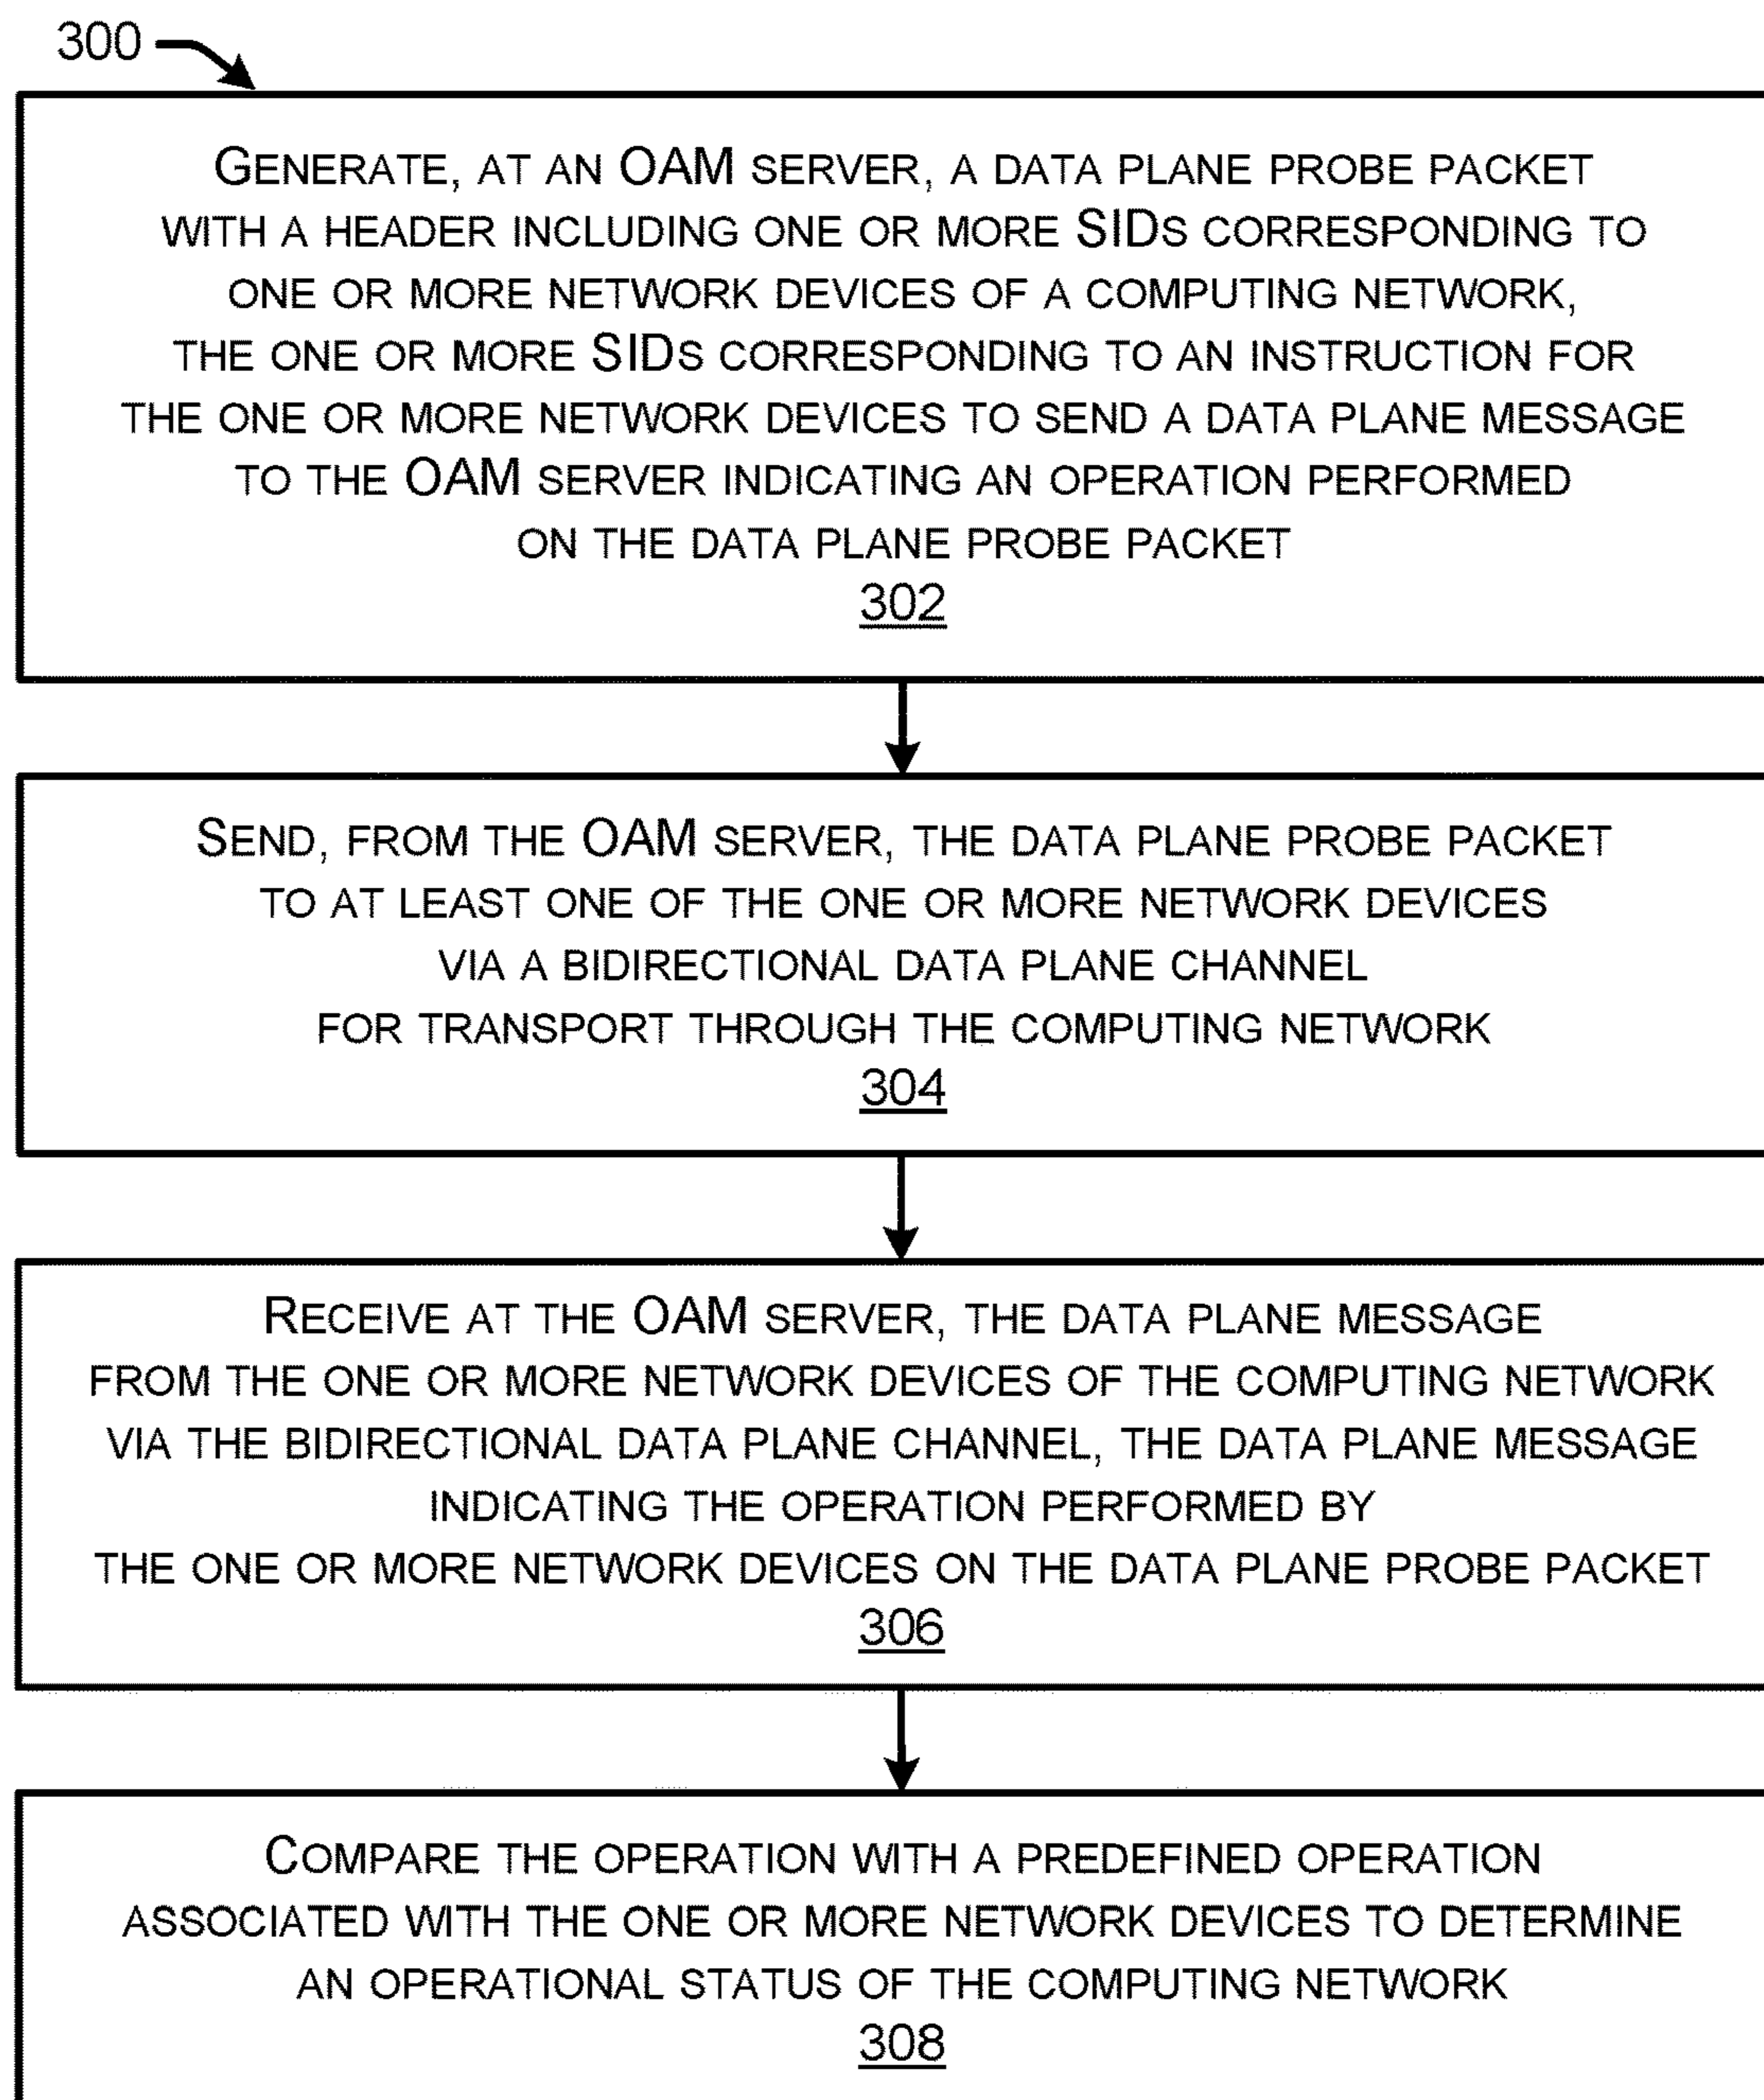 300
GENERATE, AT AN OAM SERVER, A DATA PLANE PROBE PACKET
WITH A HEADER INCLUDING ONE OR MORE SIDS CORRESPONDING TO
ONE OR MORE NETWORK DEVICES OF A COMPUTING NETWORK,
THE ONE OR MORE SIDS CORRESPONDING TO AN INSTRUCTION FOR
THE ONE OR MORE NETWORK DEVICES TO SEND A DATA PLANE MESSAGE
TO THE OAM SERVER INDICATING AN OPERATION PERFORMED
ON THE DATA PLANE PROBE PACKET
302
SEND, FROM THE OAM SERVER, THE DATA PLANE PROBE PACKET
TO AT LEAST ONE OF THE ONE OR MORE NETWORK DEVICES
VIA A BIDIRECTIONAL DATA PLANE CHANNEL
FOR TRANSPORT THROUGH THE COMPUTING NETWORK
304
RECEIVE AT THE OAM SERVER, THE DATA PLANE MESSAGE
FROM THE ONE OR MORE NETWORK DEVICES OF THE COMPUTING NETWORK
VIA THE BIDIRECTIONAL DATA PLANE CHANNEL, THE DATA PLANE MESSAGE
INDICATING THE OPERATION PERFORMED BY
THE ONE OR MORE NETWORK DEVICES ON THE DATA PLANE PROBE PACKET
306
COMPARE THE OPERATION WITH A PREDEFINED OPERATION
ASSOCIATED WITH THE ONE OR MORE NETWORK DEVICES TO DETERMINE
AN OPERATIONAL STATUS OF THE COMPUTING NETWORK
308